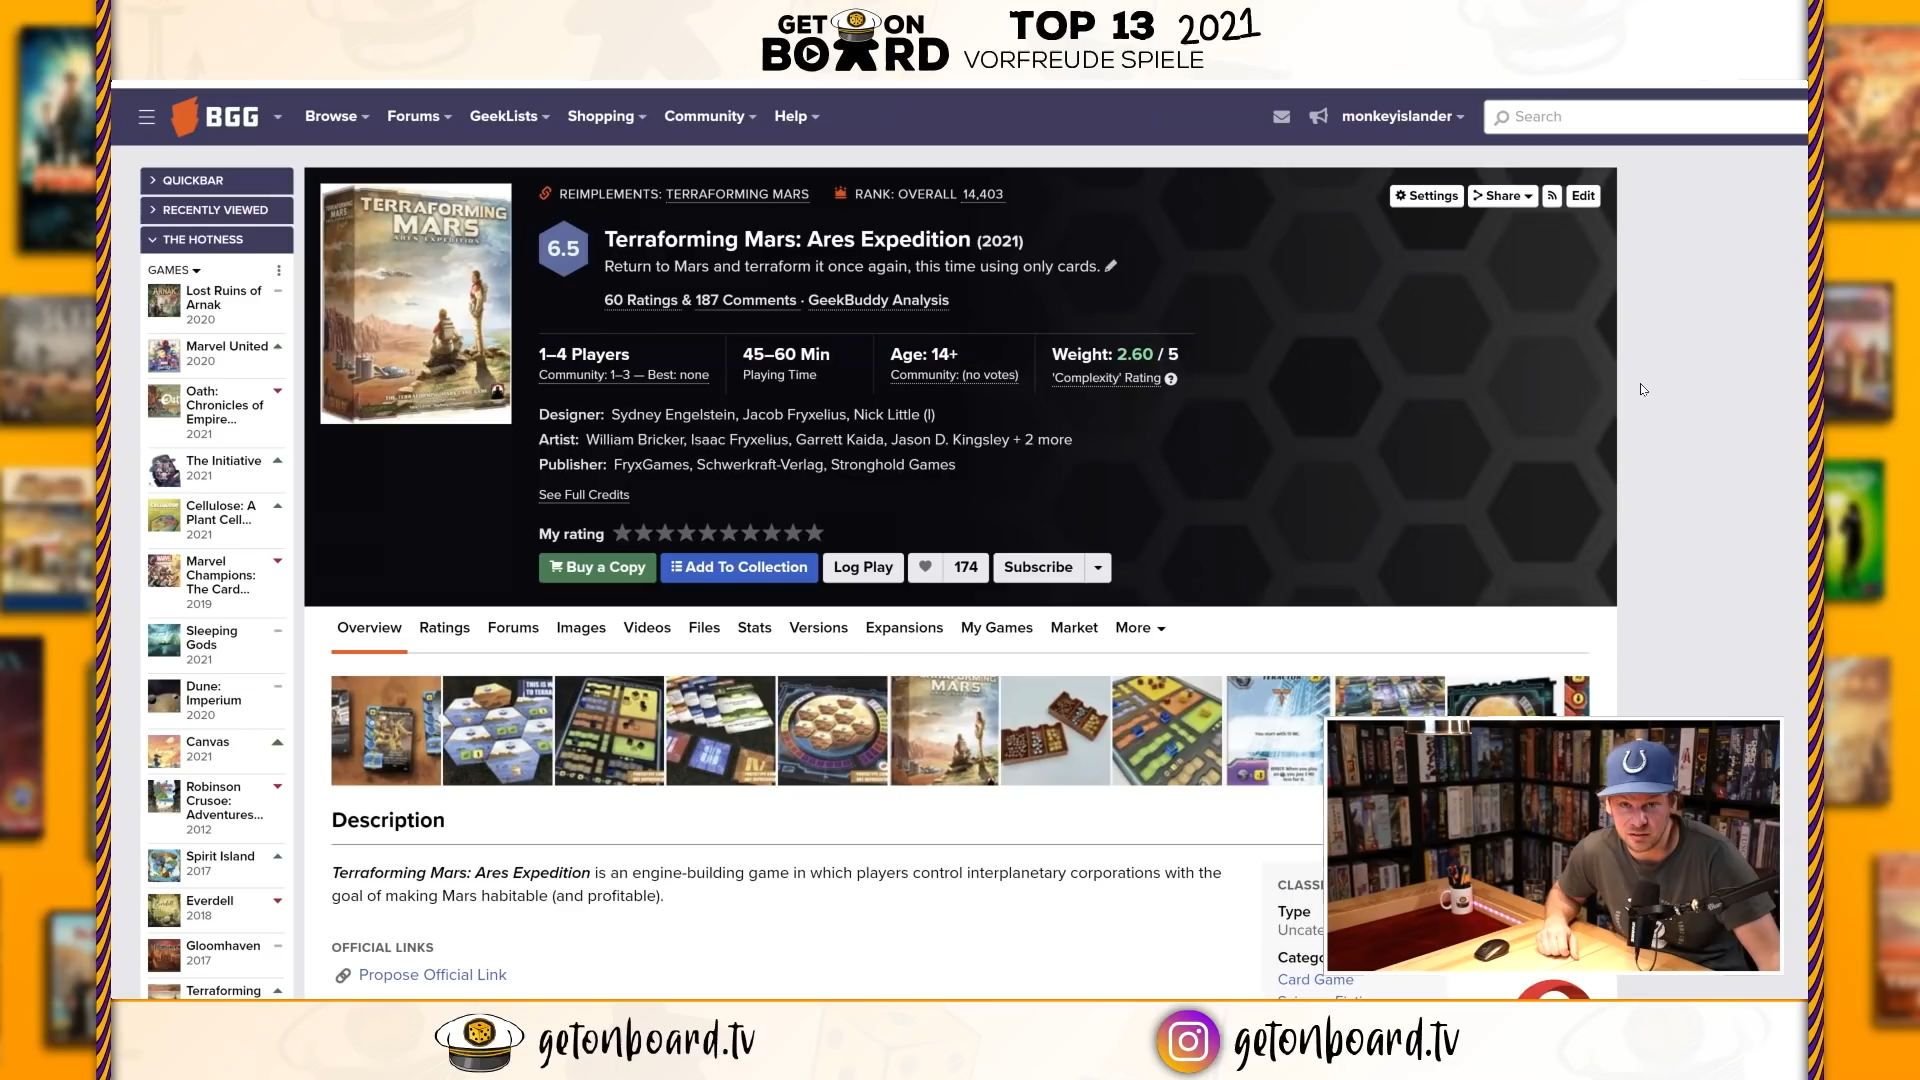 GET ON
BOARD
TOP 13 2021
VORFREUDE SPIELE
BGG
Browse
Forums
GeekLists
Shopping
Community
Help
monkeyislander
Search
QUICKBAR
RECENTLY VIEWED
THE HOTNESS
GAMES
Lost Ruins of
Arnak
2020
Marvel United
2020
Oath:
Chronicles of
Empire...
2021
The Initiative
2021
Cellulose: A
Plant Cell...
2021
Marvel
Champions:
The Card...
2019
Sleeping
Gods
2021
Dune:
Imperium
2020
Canvas
2021
Robinson
Crusoe:
Adventures...
2012
Spirit Island
2017
Everdell
2018
Gloomhaven
2017
Terraforming
TERRAFORMING
MARS
ARES EXPEDITION
REIMPLEMENTS: TERRAFORMING MARS
RANK: OVERALL 14,403
Settings
Share
Edit
6.5
Terraforming Mars: Ares Expedition (2021)
Return to Mars and terraform it once again, this time using only cards.
60 Ratings & 187 Comments · GeekBuddy Analysis
1–4 Players
Community: 1–3 — Best: none
45–60 Min
Playing Time
Age: 14+
Community: (no votes)
Weight: 2.60 / 5
'Complexity' Rating
Designer: Sydney Engelstein, Jacob Fryxelius, Nick Little (I)
Artist: William Bricker, Isaac Fryxelius, Garrett Kaida, Jason D. Kingsley + 2 more
Publisher: FryxGames, Schwerkraft-Verlag, Stronghold Games
See Full Credits
My rating
Buy a Copy
Add To Collection
Log Play
174
Subscribe
Overview
Ratings
Forums
Images
Videos
Files
Stats
Versions
Expansions
My Games
Market
More
MARS
Description
Terraforming Mars: Ares Expedition is an engine-building game in which players control interplanetary corporations with the
goal of making Mars habitable (and profitable).
OFFICIAL LINKS
Propose Official Link
CLASSI
Type
Uncate
Catego
Card Game
getonboard.tv
getonboard.tv